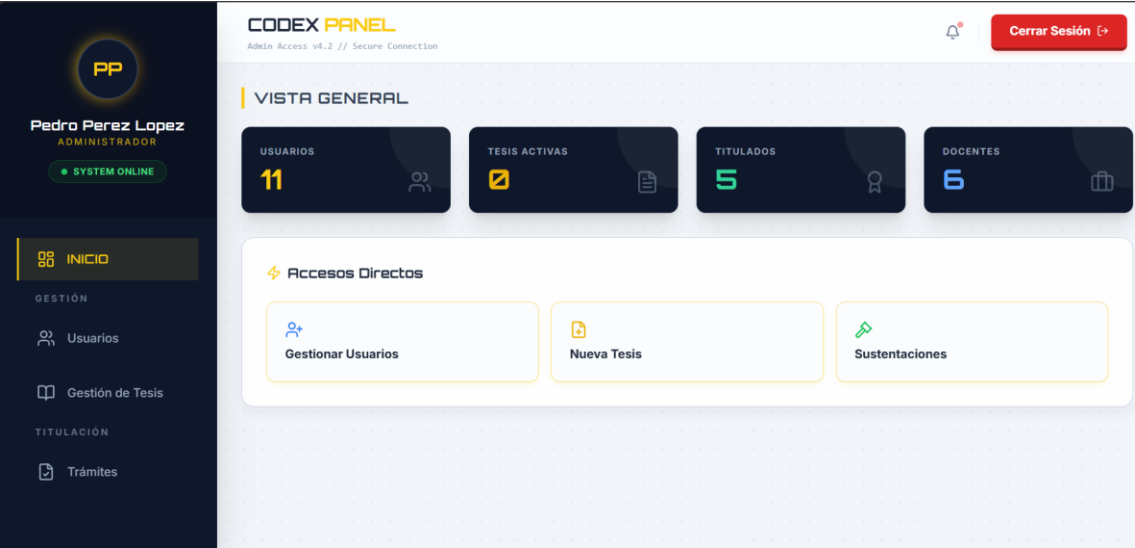 PP
Pedro Perez Lopez
ADMINISTRADOR
SYSTEM ONLINE
INICIO
GESTIÓN
Usuarios
Gestión de Tesis
TITULACIÓN
Trámites
CODEX PANEL
Admin Access v4.2 // Secure Connection
Cerrar Sesión
VISTA GENERAL
USUARIOS
11
TESIS ACTIVAS
0
TITULADOS
5
DOCENTES
6
Accesos Directos
Gestionar Usuarios
Nueva Tesis
Sustentaciones